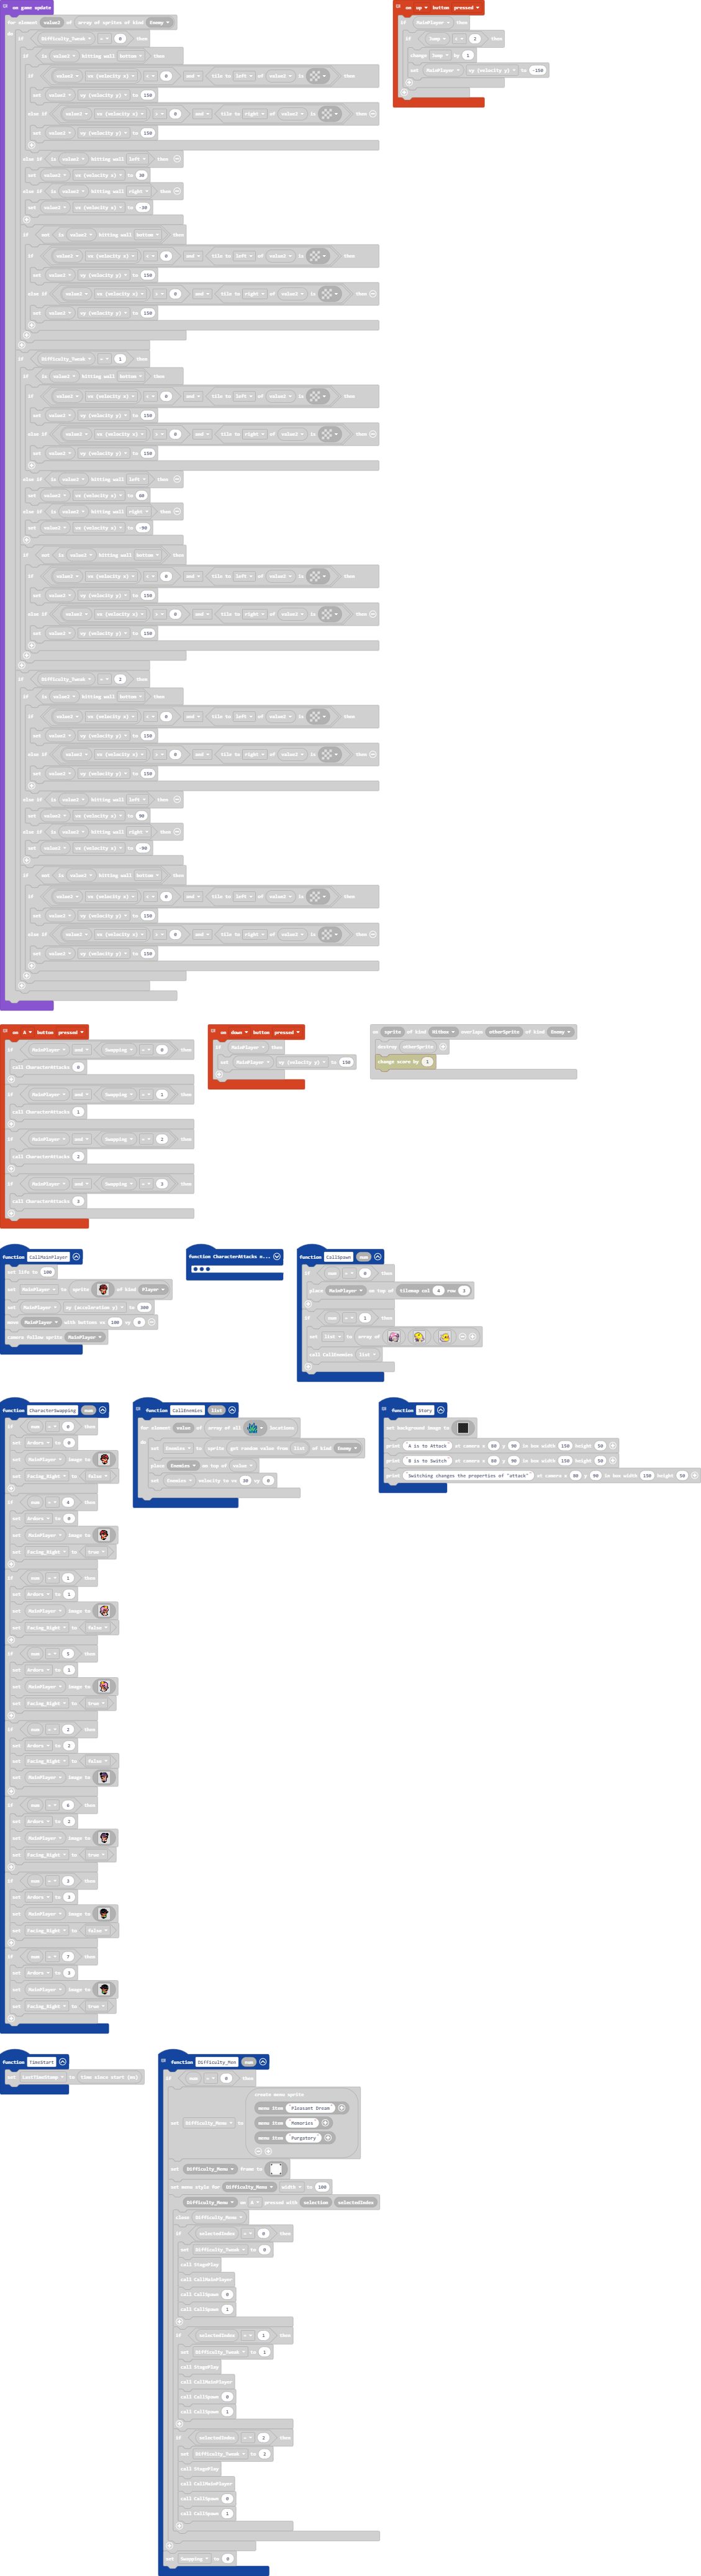 on game update
for element value2 of array of sprites of kind Enemy
do if Difficulty_Tweak = 0 then
if is value2 hitting wall bottom then
if value2 vx (velocity x) < 0 and tile to left of value2 is then
set value2 vy (velocity y) to 150
else if value2 vx (velocity x) > 0 and tile to right of value2 is then
set value2 vy (velocity y) to 150
else if is value2 hitting wall left then
set value2 vx (velocity x) to 30
else if is value2 hitting wall right then
set value2 vx (velocity x) to -30
if not is value2 hitting wall bottom then
if value2 vx (velocity x) < 0 and tile to left of value2 is then
set value2 vy (velocity y) to 150
else if value2 vx (velocity x) > 0 and tile to right of value2 is then
set value2 vy (velocity y) to 150
if Difficulty_Tweak = 1 then
if is value2 hitting wall bottom then
if value2 vx (velocity x) < 0 and tile to left of value2 is then
set value2 vy (velocity y) to 150
else if value2 vx (velocity x) > 0 and tile to right of value2 is then
set value2 vy (velocity y) to 150
else if is value2 hitting wall left then
set value2 vx (velocity x) to 60
else if is value2 hitting wall right then
set value2 vx (velocity x) to -90
if not is value2 hitting wall bottom then
if value2 vx (velocity x) < 0 and tile to left of value2 is then
set value2 vy (velocity y) to 150
else if value2 vx (velocity x) > 0 and tile to right of value2 is then
set value2 vy (velocity y) to 150
if Difficulty_Tweak = 2 then
if is value2 hitting wall bottom then
if value2 vx (velocity x) < 0 and tile to left of value2 is then
set value2 vy (velocity y) to 150
else if value2 vx (velocity x) > 0 and tile to right of value2 is then
set value2 vy (velocity y) to 150
else if is value2 hitting wall left then
set value2 vx (velocity x) to 90
else if is value2 hitting wall right then
set value2 vx (velocity x) to -90
if not is value2 hitting wall bottom then
if value2 vx (velocity x) < 0 and tile to left of value2 is then
set value2 vy (velocity y) to 150
else if value2 vx (velocity x) > 0 and tile to right of value2 is then
set value2 vy (velocity y) to 150
on up button pressed
if MainPlayer then
if Jump < 2 then
change Jump by 1
set MainPlayer vy (velocity y) to -150
on A button pressed
if MainPlayer and Swapping = 0 then
call CharacterAttacks 0
if MainPlayer and Swapping = 1 then
call CharacterAttacks 1
if MainPlayer and Swapping = 2 then
call CharacterAttacks 2
if MainPlayer and Swapping = 3 then
call CharacterAttacks 3
on down button pressed
if MainPlayer then
set MainPlayer vy (velocity y) to 150
on sprite of kind Hitbox overlaps otherSprite of kind Enemy
destroy otherSprite
change score by 1
function CallMainPlayer
set life to 100
set MainPlayer to sprite of kind Player
set MainPlayer ay (acceleration y) to 300
move MainPlayer with buttons vx 100 vy 0
camera follow sprite MainPlayer
function CharacterAttacks n...
function CallSpawn num
if num = 0 then
place MainPlayer on top of tilemap col 4 row 3
if num = 1 then
set list to array of
call CallEnemies list
function CharacterSwapping num
if num = 0 then
set Orders to 0
set MainPlayer image to
set Facing_Right to false
if num = 4 then
set Orders to 0
set MainPlayer image to
set Facing_Right to true
if num = 1 then
set Orders to 1
set MainPlayer image to
set Facing_Right to false
if num = 5 then
set Orders to 1
set MainPlayer image to
set Facing_Right to true
if num = 2 then
set Orders to 2
set Facing_Right to false
set MainPlayer image to
if num = 6 then
set Orders to 2
set MainPlayer image to
set Facing_Right to true
if num = 3 then
set Orders to 3
set MainPlayer image to
set Facing_Right to false
if num = 7 then
set Orders to 3
set MainPlayer image to
set Facing_Right to true
function CallEnemies list
for element value of array of all locations
do set Enemies to sprite get random value from list of kind Enemy
place Enemies on top of value
set Enemies velocity to vx 30 vy 0
function Story
set background image to
print "A is to Attack" at camera x 80 y 90 in box width 150 height 50
print "B is to Switch" at camera x 80 y 90 in box width 150 height 50
print "Switching changes the properties of "attack" at camera x 80 y 90 in box width 150 height 50
function TimeStart
set LastTimeStamp to time since start (ms)
function Difficulty_Men num
if num = 0 then
create menu sprite
menu item "Pleasant Dream"
set Difficulty_Menu to menu item "Memories"
menu item "Purgatory"
set Difficulty_Menu frame to
set menu style for Difficulty_Menu width to 100
Difficulty_Menu on A pressed with selection selectedIndex
close Difficulty_Menu
if selectedIndex = 0 then
set Difficulty_Tweak to 0
call StagePlay
call CallMainPlayer
call CallSpawn 0
call CallSpawn 1
if selectedIndex = 1 then
set Difficulty_Tweak to 1
call StagePlay
call CallMainPlayer
call CallSpawn 0
call CallSpawn 1
if selectedIndex = 2 then
set Difficulty_Tweak to 2
call StagePlay
call CallMainPlayer
call CallSpawn 0
call CallSpawn 1
set Swapping to 0